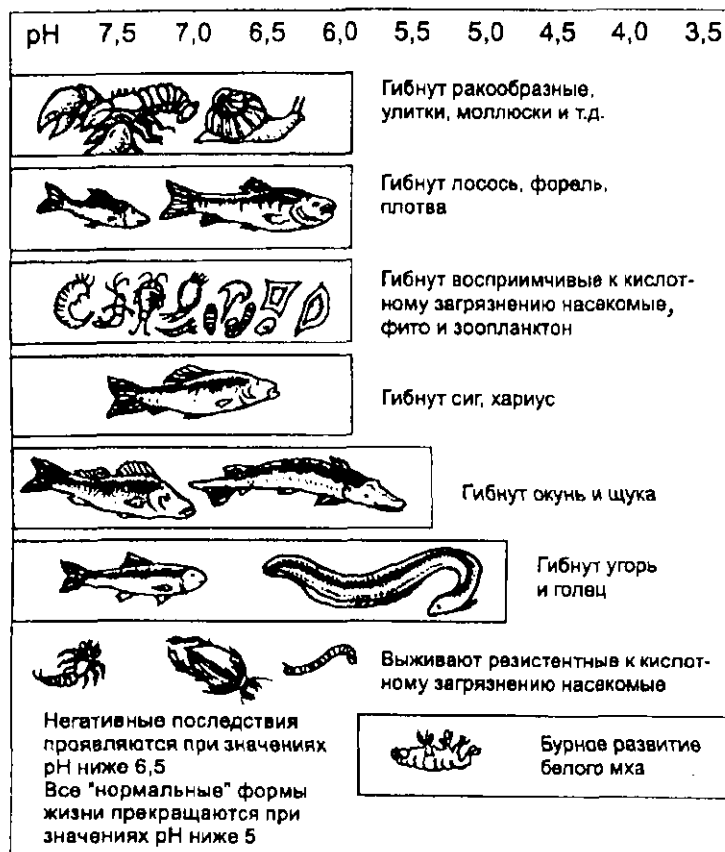 pH 7,5 7,0 6,5 6,0 5,5 5,0 4,5 4,0 3,5
Гибнут ракообразные,
улитки, моллюски и т.д.
Гибнут лосось, форель,
плотва
Гибнут восприимчивые к кислот-
ному загрязнению насекомые,
фито и зоопланктон
Гибнут сиг, хариус
Гибнут окунь и щука
Гибнут угорь
и голец
Выживают резистентные к кислот-
ному загрязнению насекомые
Негативные последствия
проявляются при значениях
pH ниже 6,5
Все "нормальные" формы
жизни прекращаются при
значениях pH ниже 5
Бурное развитие
белого мха